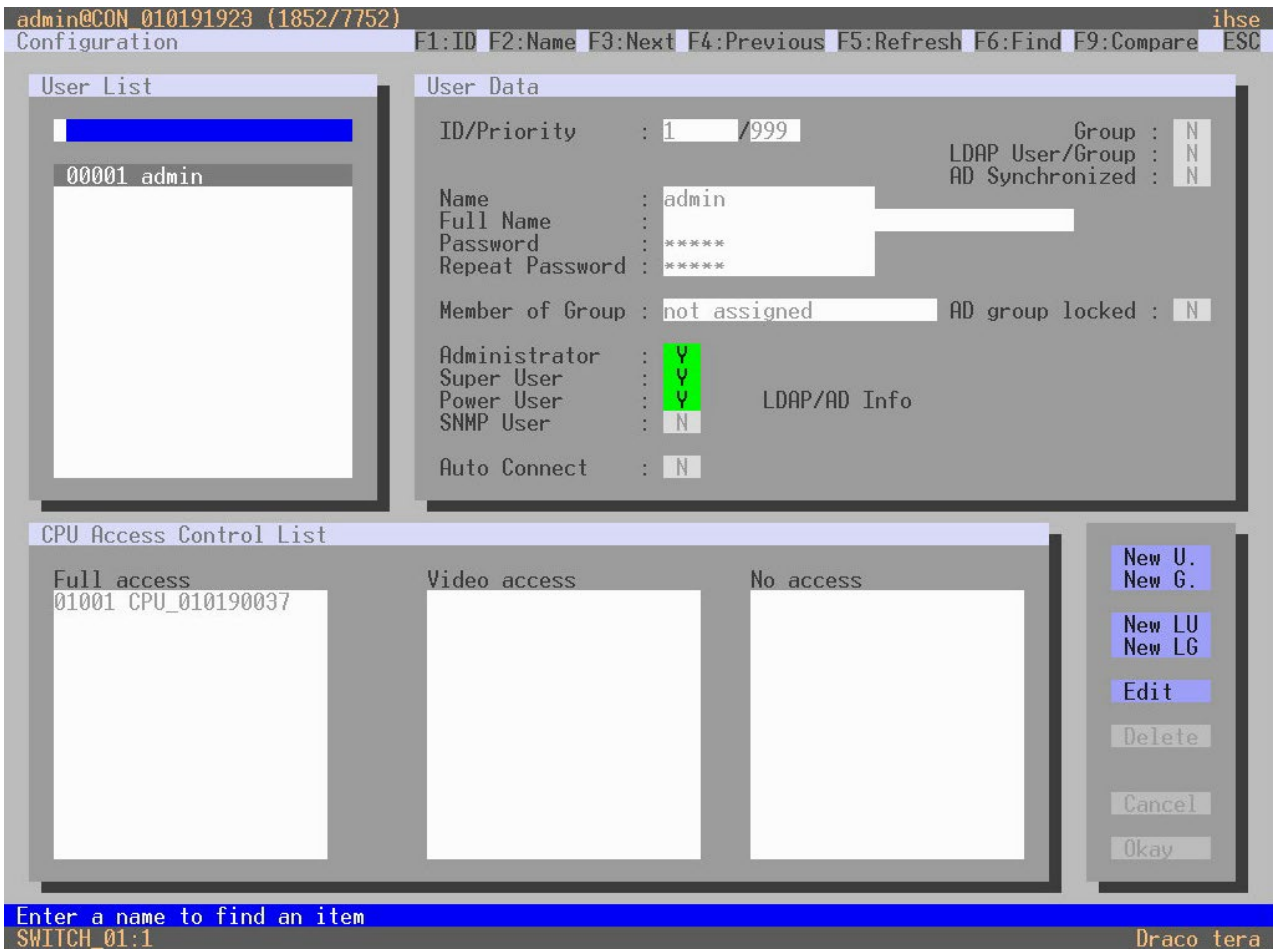 admin@CON_010191923 (1852/7752) ihse
Configuration F1:ID F2:Name F3:Next F4:Previous F5:Refresh F6:Find F9:Compare ESC
User List
00001 admin
User Data
ID/Priority : 1 /999 Group : N
LDAP User/Group : N
AD Synchronized : N
Name : admin
Full Name :
Password : *****
Repeat Password : *****
Member of Group : not assigned AD group locked : N
Administrator : Y
Super User : Y
Power User : Y LDAP/AD Info
SNMP User : N
Auto Connect : N
CPU Access Control List
Full access Video access No access
01001 CPU_010190037
New U.
New G.
New LU
New LG
Edit
Delete
Cancel
Okay
Enter a name to find an item
SWITCH_01:1 Draco tera